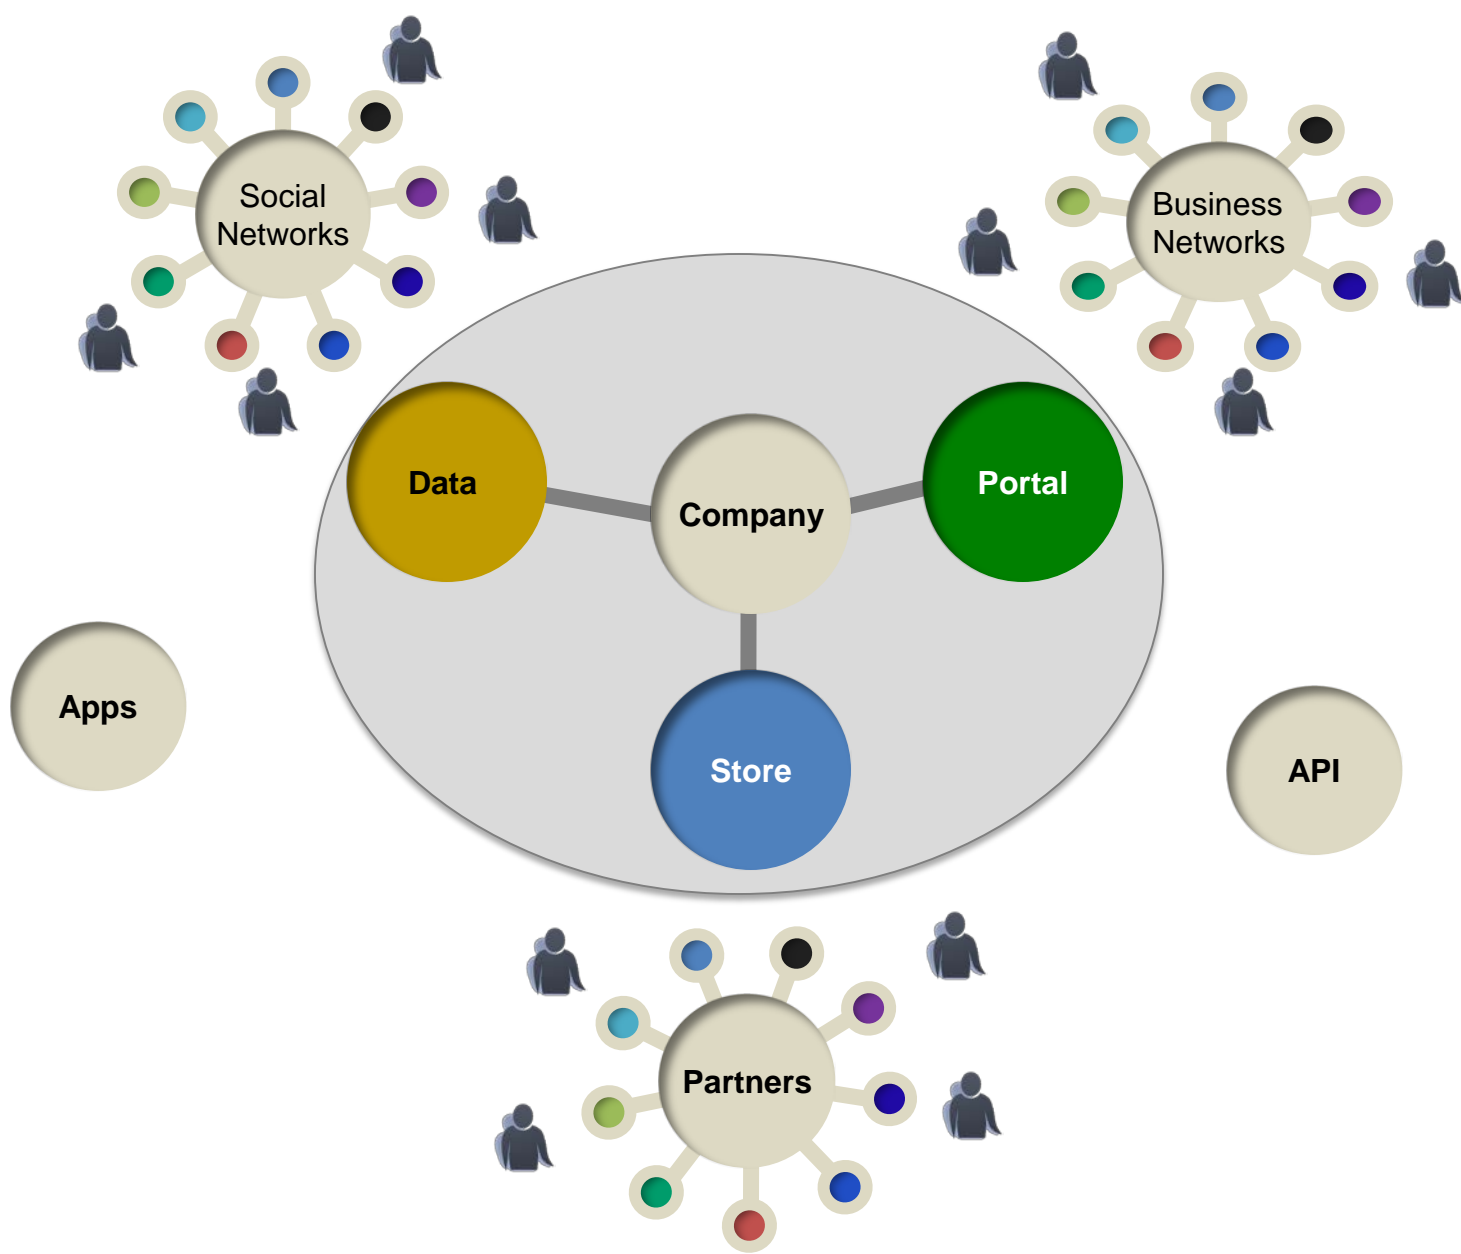 Social
Networks
Business
Networks
Data
Company
Portal
Apps
Store
API
Partners